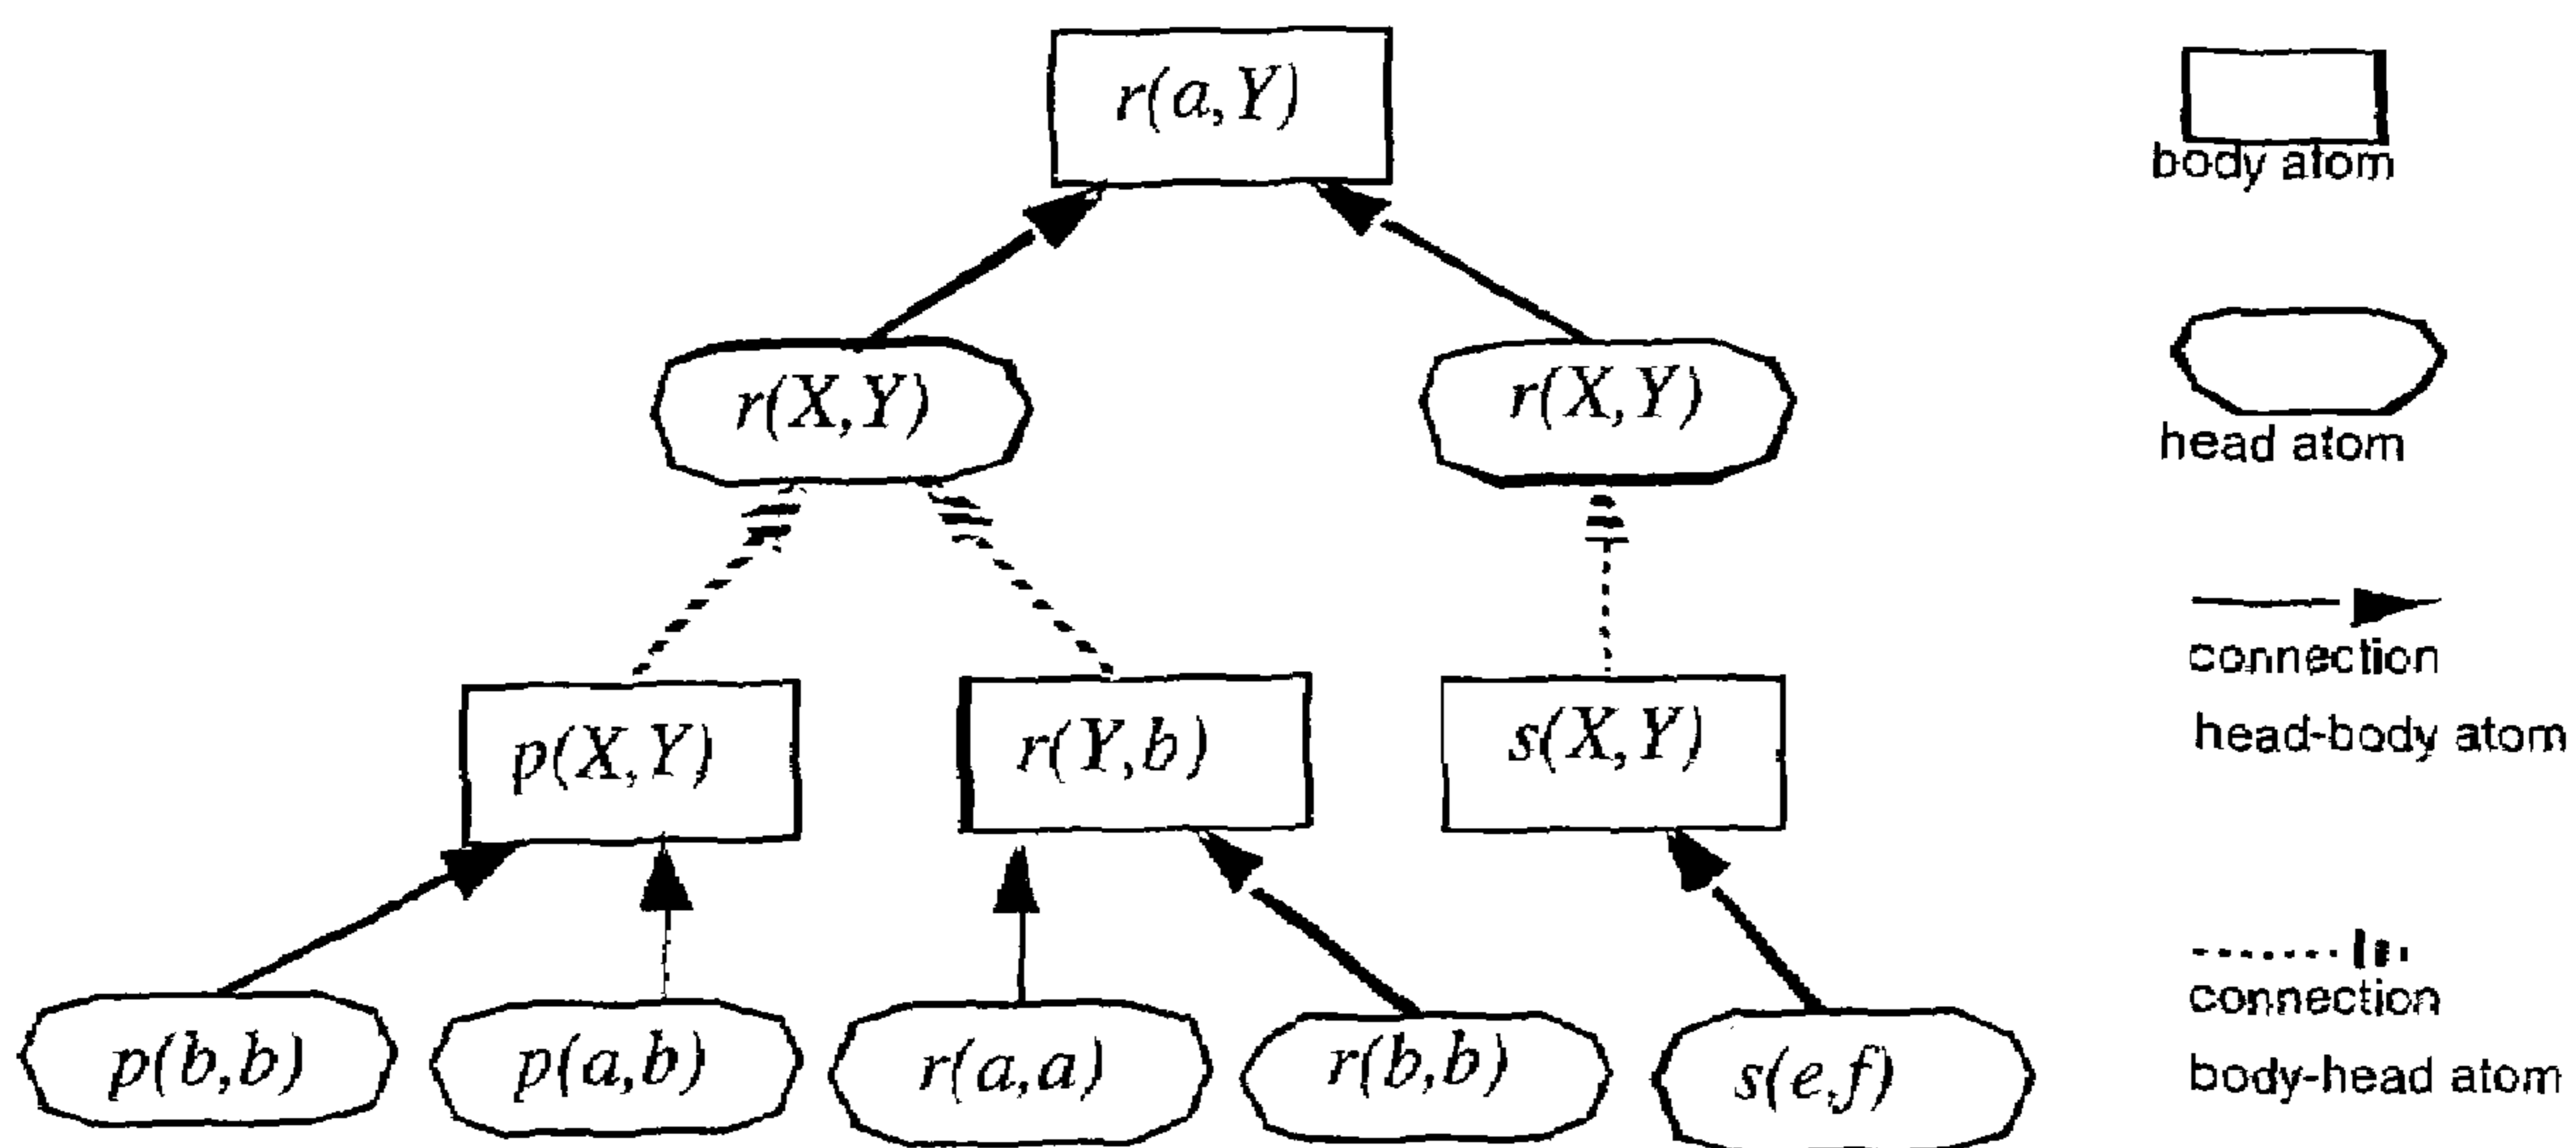 r(a,Y)
r(X,Y)
r(X,Y)
p(X,Y)
r(Y,b)
s(X,Y)
p(b,b)
p(a,b)
r(a,a)
r(b,b)
s(e,f)
body atom
head atom
connection
head-body atom
connection
body-head atom